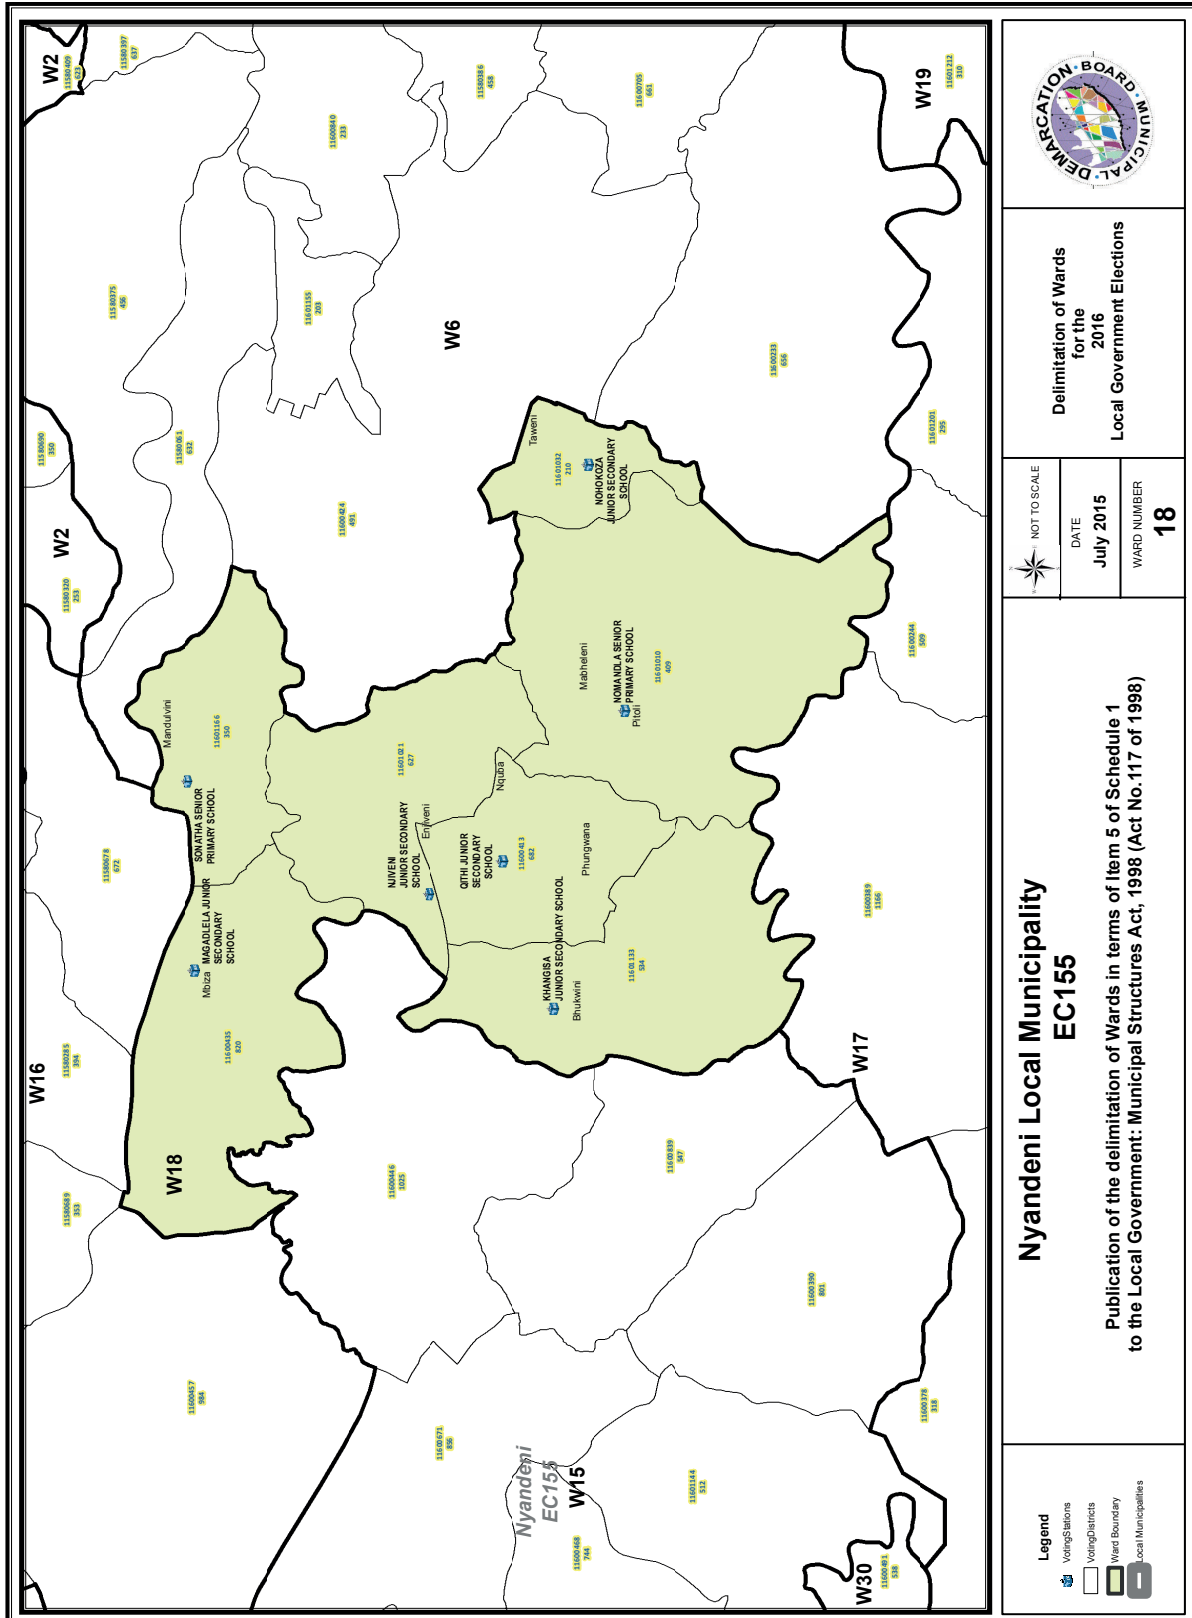 W2
11580409
623
11580397
637
11580386
458
11600705
661
W19
11601212
310
11600840
233
11580375
456
11601155
203
W6
11600233
656
11601201
295
11580690
350
11580061
632
W2
11580320
253
11600424
491
Taweni
11601032
210
NOHOKOZA
JUNIOR SECONDARY
SCHOOL
11600244
509
Mandulvini
11601166
350
SONATHA SENIOR
PRIMARY SCHOOL
Mabheleni
NOMANDLA SENIOR
PRIMARY SCHOOL
Pitoli
11601010
409
11601021
627
NJIVENI
JUNIOR SECONDARY
SCHOOL
Enjiveni
Nquba
QITHI JUNIOR
SECONDARY
SCHOOL
11600413
682
Phungwana
11580678
672
MAGADLELA JUNIOR
SECONDARY
SCHOOL
Mbiza
11600435
820
KHANGISA
JUNIOR SECONDARY SCHOOL
Bhukwini
11601133
534
11600389
1166
W16
11580285
394
W17
W18
11580689
353
11600446
1025
11600839
547
11600390
801
11600457
984
11600671
856
11600378
318
Nyandeni
EC155
W15
11601144
512
11600468
744
W30
11600491
538
Legend
VotingStations
VotingDistricts
Ward Boundary
Local Municipalities
Nyandeni Local Municipality
EC155
Publication of the delimitation of Wards in terms of Item 5 of Schedule 1
to the Local Government: Municipal Structures Act, 1998 (Act No.117 of 1998)
NOT TO SCALE
DATE
July 2015
WARD NUMBER
18
Delimitation of Wards
for the
2016
Local Government Elections
MUNICIPAL DEMARCATION BOARD